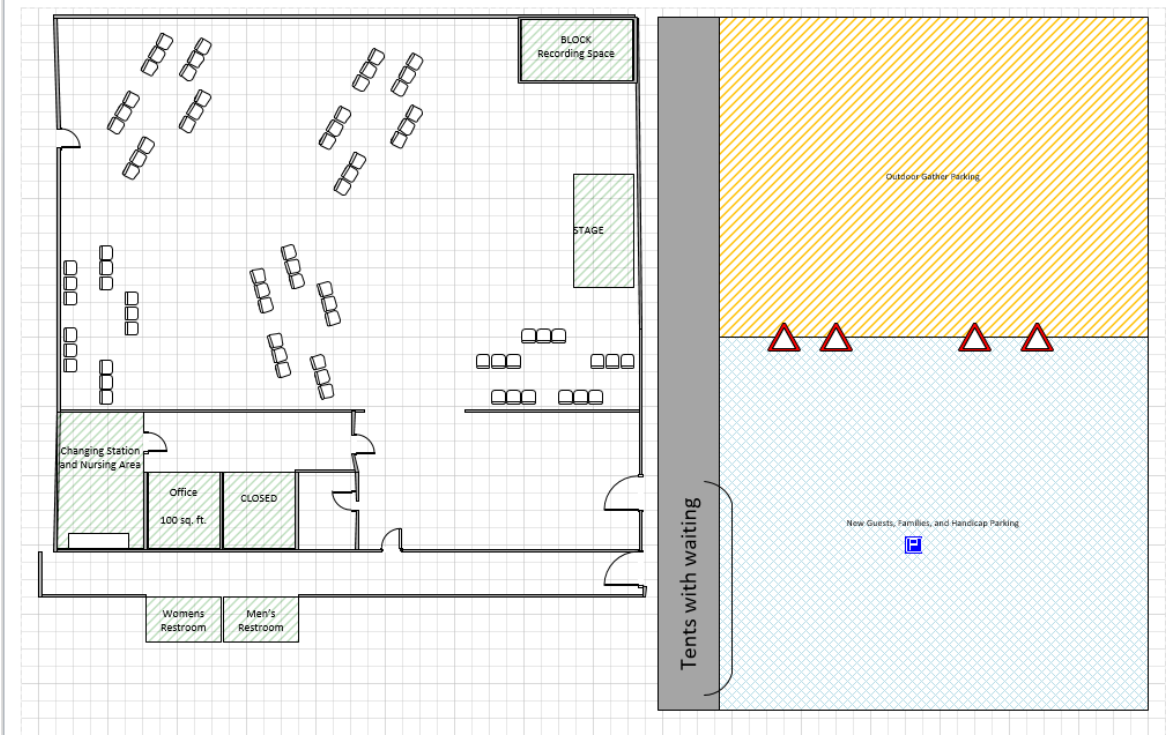 BLOCK
Recording Space
Outdoor Gather Parking
STAGE
Changing Station
and Nursing Area
Office
100 sq. ft.
CLOSED
Tents with waiting
New Guests, Families, and Handicap Parking
P
Womens
Restroom
Men's
Restroom